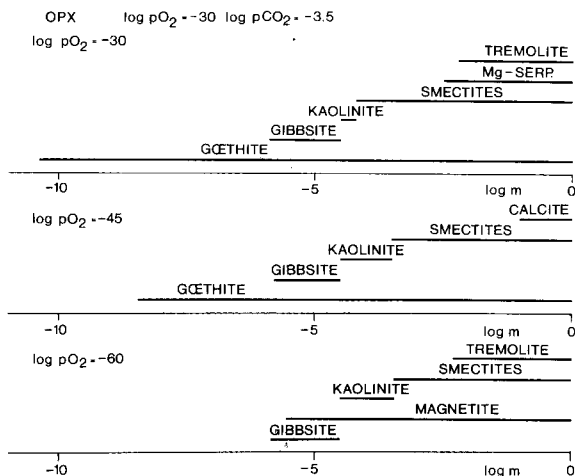 OPX log pO2 = -30 log pCO2 = -3.5
log pO2 = -30
TREMOLITE
Mg-SERP.
SMECTITES
KAOLINITE
GIBBSITE
GŒTHITE
-10 -5 log m 0
log pO2 = -45
CALCITE
SMECTITES
KAOLINITE
GIBBSITE
GŒTHITE
-10 -5 log m 0
log pO2 = -60
TREMOLITE
SMECTITES
KAOLINITE
MAGNETITE
GIBBSITE
-10 -5 log m 0